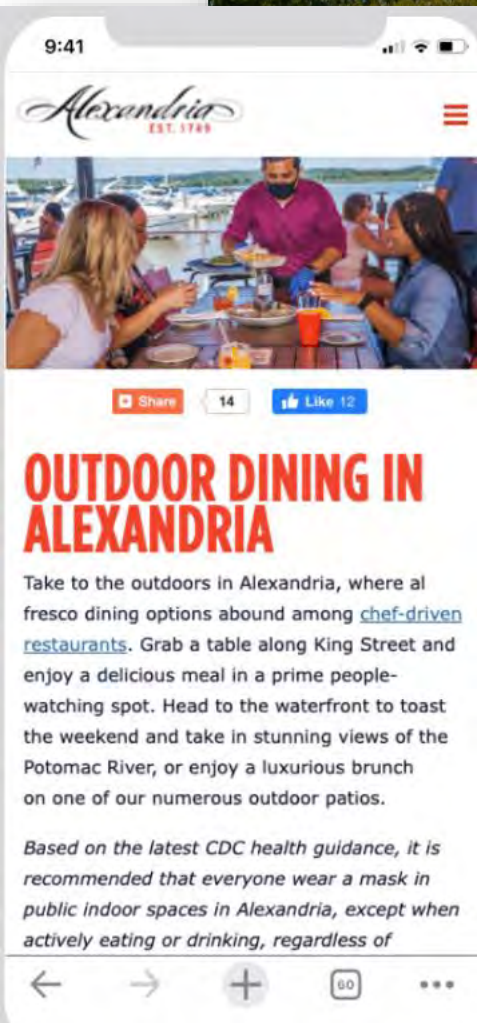 9:41
Alexandria
EST. 1749
Share
14
Like 12
OUTDOOR DINING IN
ALEXANDRIA
Take to the outdoors in Alexandria, where al
fresco dining options abound among chef-driven
restaurants. Grab a table along King Street and
enjoy a delicious meal in a prime people-
watching spot. Head to the waterfront to toast
the weekend and take in stunning views of the
Potomac River, or enjoy a luxurious brunch
on one of our numerous outdoor patios.
Based on the latest CDC health guidance, it is
recommended that everyone wear a mask in
public indoor spaces in Alexandria, except when
actively eating or drinking, regardless of
60